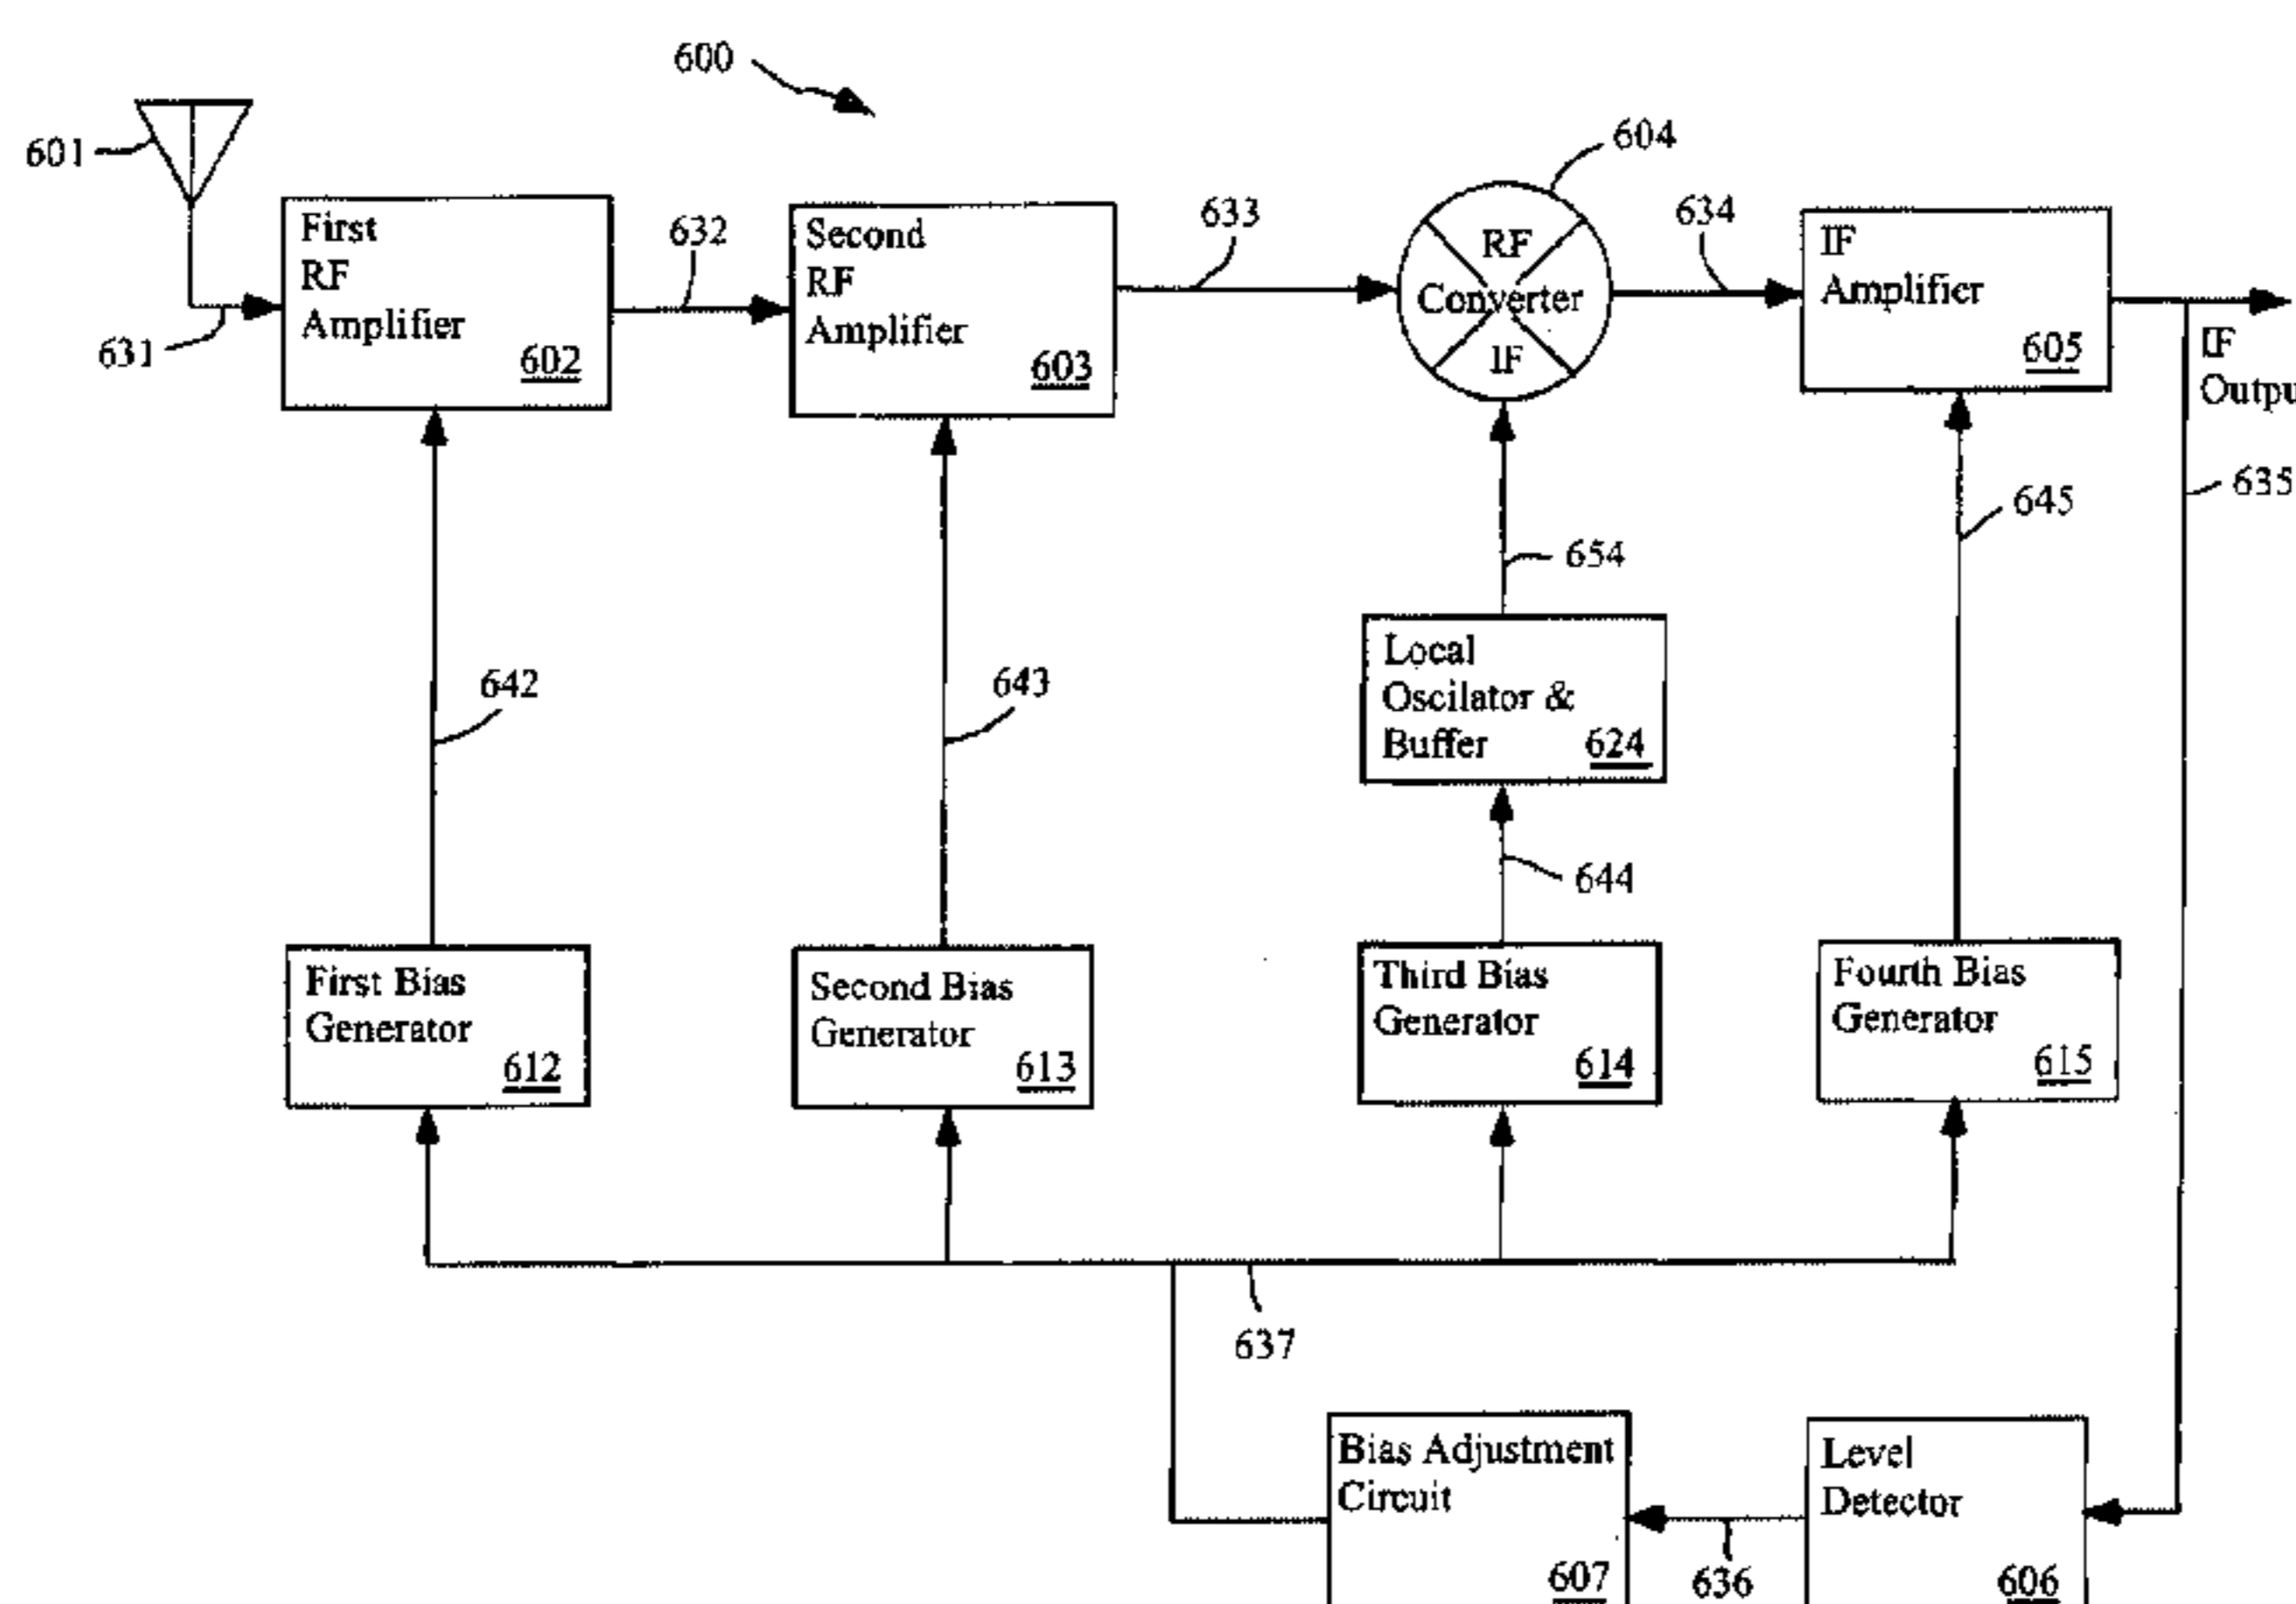 600
601
604
First
RF
Amplifier
602
632
Second
RF
Amplifier
603
633
RF
Converter
IF
634
IF
Amplifier
605
631
IF
Outpu
635
645
654
642
643
Local
Oscilator &
Buffer
624
644
First Bias
Generator
612
Second Bias
Generator
613
Third Bias
Generator
614
Fourth Bias
Generator
615
637
Bias Adjustment
Circuit
607
636
Level
Detector
606